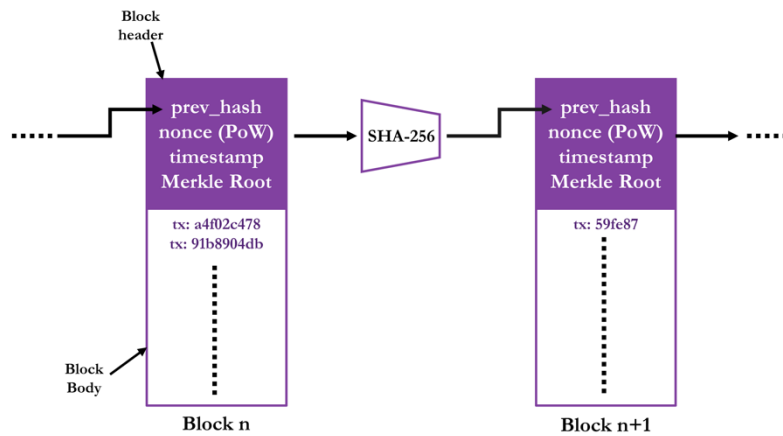 Block
header
prev_hash
nonce (PoW)
timestamp
Merkle Root
tx: a4f02c478
tx: 91b8904db
Block
Body
Block n
SHA-256
prev_hash
nonce (PoW)
timestamp
Merkle Root
tx: 59fe87
Block n+1